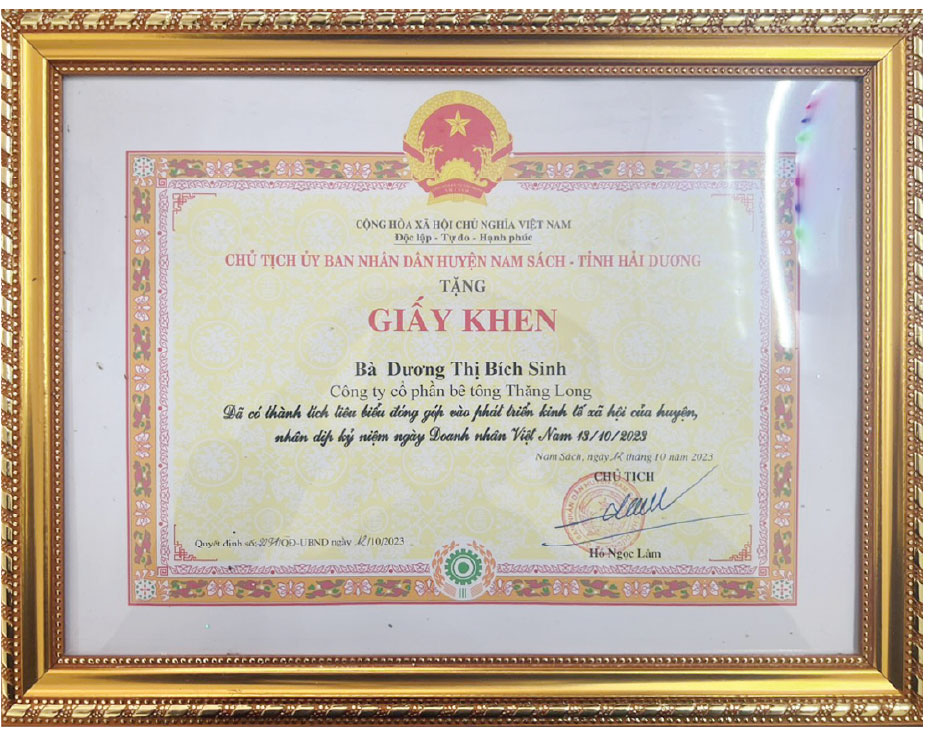 CỘNG HÒA XÃ HỘI CHỦ NGHĨA VIỆT NAM
Độc lập - Tự do - Hạnh phúc
CHỦ TỊCH ỦY BAN NHÂN DÂN HUYỆN NAM SÁCH - TỈNH HẢI DƯƠNG
TẶNG
GIẤY KHEN
Bà Dương Thị Bích Sinh
Công ty cổ phần bê tông Thăng Long
Đã có thành tích tiêu biểu đóng góp vào phát triển kinh tế xã hội của huyện,
nhân dịp kỷ niệm ngày Doanh nhân Việt Nam 13/10/2023
Nam Sách, ngày 12 tháng 10 năm 2023
CHỦ TỊCH
Quyết định số: /QĐ-UBND ngày 12/10/2023
Hồ Ngọc Lâm